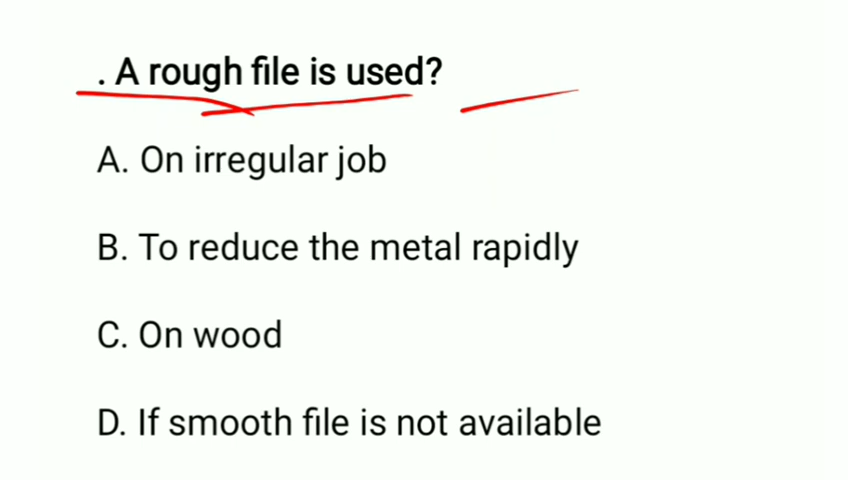 . A rough file is used?
A. On irregular job
B. To reduce the metal rapidly
C. On wood
D. If smooth file is not available